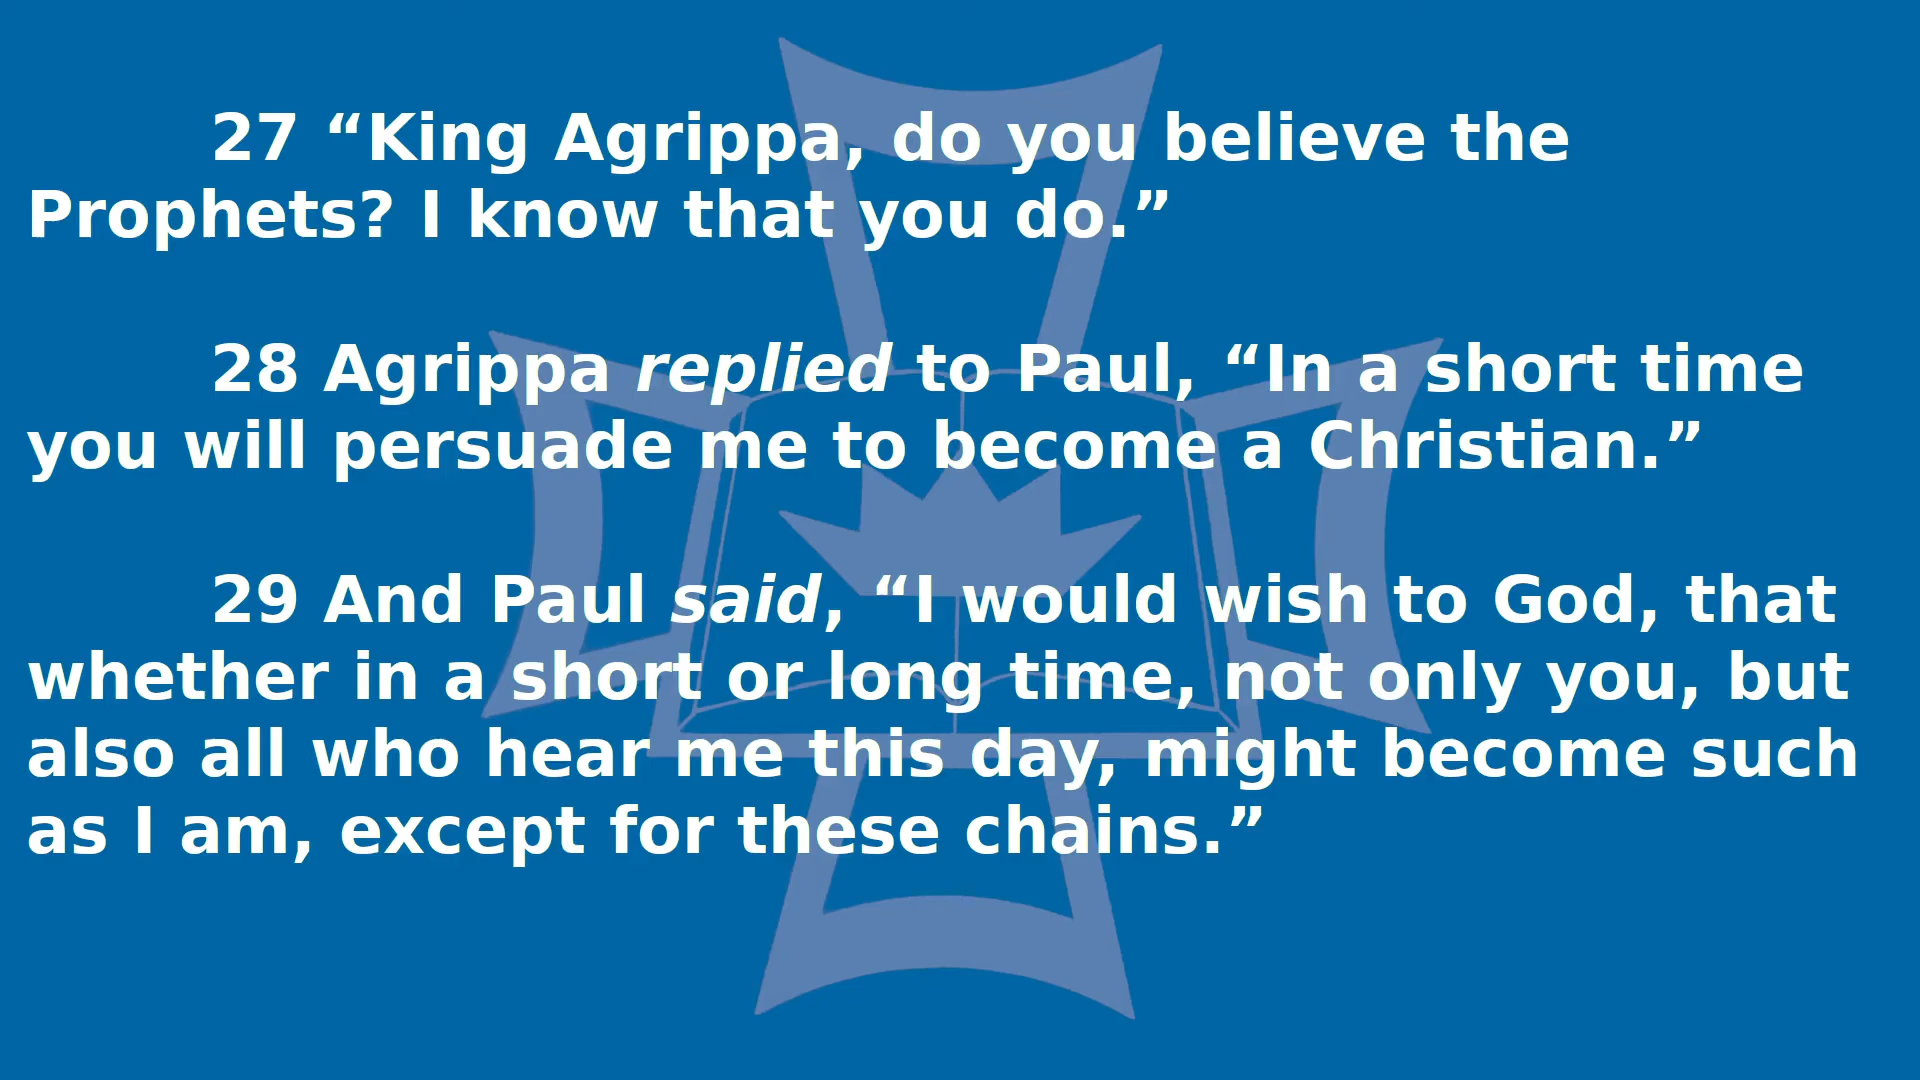 27 “King Agrippa, do you believe the
Prophets? I know that you do.”
28 Agrippa replied to Paul, “In a short time
you will persuade me to become a Christian.”
29 And Paul said, “I would wish to God, that
whether in a short or long time, not only you, but
also all who hear me this day, might become such
as I am, except for these chains.”